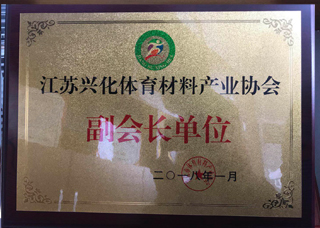 江苏兴化体育材料产业协会
副会长单位
二〇一八年一月